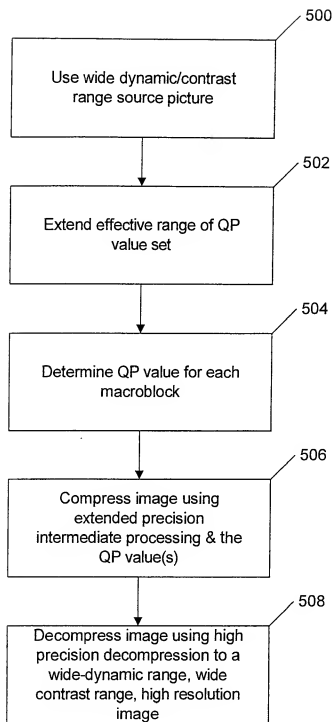 500
Use wide dynamic/contrast
range source picture
502
Extend effective range of QP
value set
504
Determine QP value for each
macroblock
506
Compress image using
extended precision
intermediate processing & the
QP value(s)
508
Decompress image using high
precision decompression to a
wide-dynamic range, wide
contrast range, high resolution
image